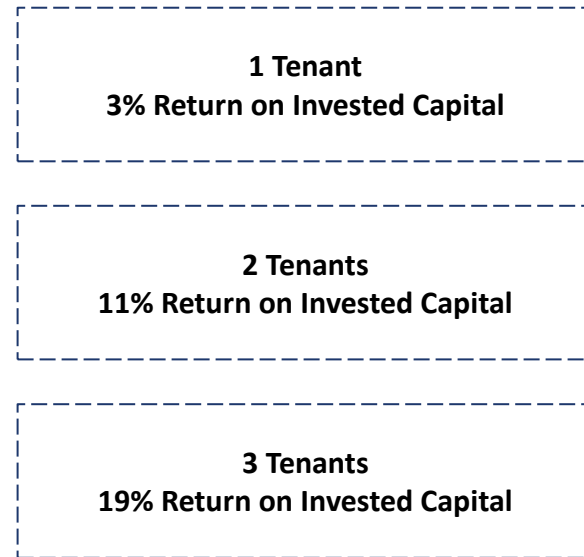 1 Tenant
3% Return on Invested Capital
2 Tenants
11% Return on Invested Capital
3 Tenants
19% Return on Invested Capital